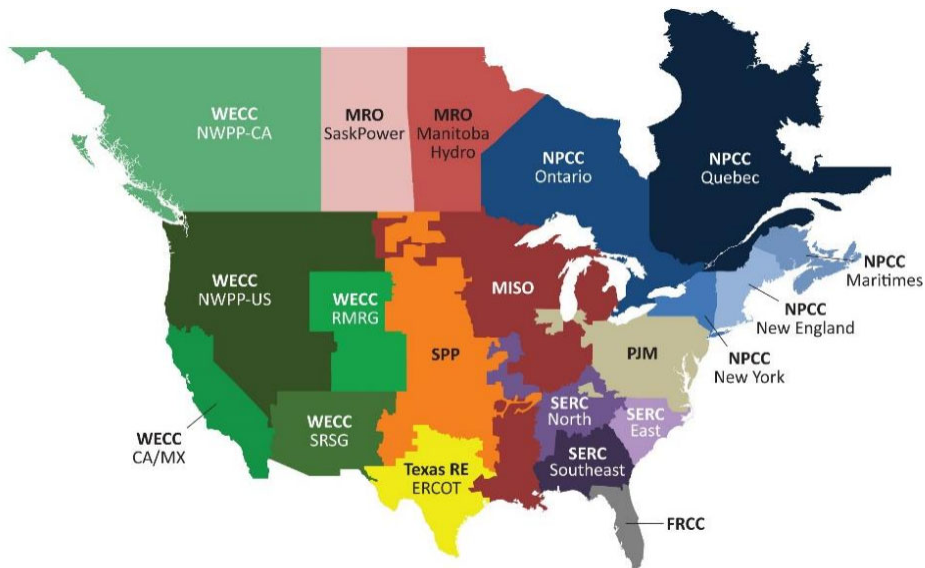 WECC
NWPP-CA
MRO
SaskPower
MRO
Manitoba
Hydro
NPCC
Ontario
NPCC
Quebec
NPCC
Maritimes
WECC
NWPP-US
WECC
RMRG
MISO
NPCC
New England
SPP
PJM
NPCC
New York
WECC
CA/MX
WECC
SRSG
SERC
North
SERC
East
SERC
Southeast
Texas RE
ERCOT
FRCC